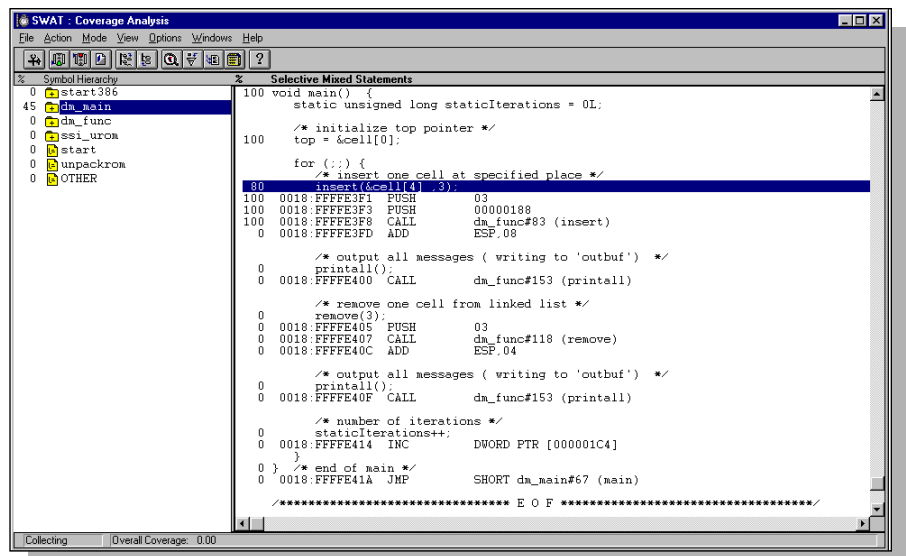 SWAT : Coverage Analysis
File Action Mode View Options Windows Help
% Symbol Hierarchy
0 start386
45 dm_main
0 dm_func
0 ssi_urom
0 start
0 unpackrom
0 OTHER
% Selective Mixed Statements
100 void main() {
static unsigned long staticIterations = 0L;
/* initialize top pointer */
100 top = &cell[0];
for (;;) {
/* insert one cell at specified place */
80 insert(&cell[4] ,3);
100 0018:FFFFE3F1 PUSH 03
100 0018:FFFFE3F3 PUSH 00000188
100 0018:FFFFE3F8 CALL dm_func#83 (insert)
0 0018:FFFFE3FD ADD ESP,08
/* output all messages ( writing to 'outbuf') */
0 printall();
0 0018:FFFFE400 CALL dm_func#153 (printall)
/* remove one cell from linked list */
0 remove(3);
0 0018:FFFFE405 PUSH 03
0 0018:FFFFE407 CALL dm_func#118 (remove)
0 0018:FFFFE40C ADD ESP,04
/* output all messages ( writing to 'outbuf') */
0 printall();
0 0018:FFFFE40F CALL dm_func#153 (printall)
/* number of iterations */
0 staticIterations++;
0 0018:FFFFE414 INC DWORD PTR [000001C4]
}
0 } /* end of main */
0 0018:FFFFE41A JMP SHORT dm_main#67 (main)
/******************************** E O F ***********************************/
Collecting Overall Coverage: 0.00